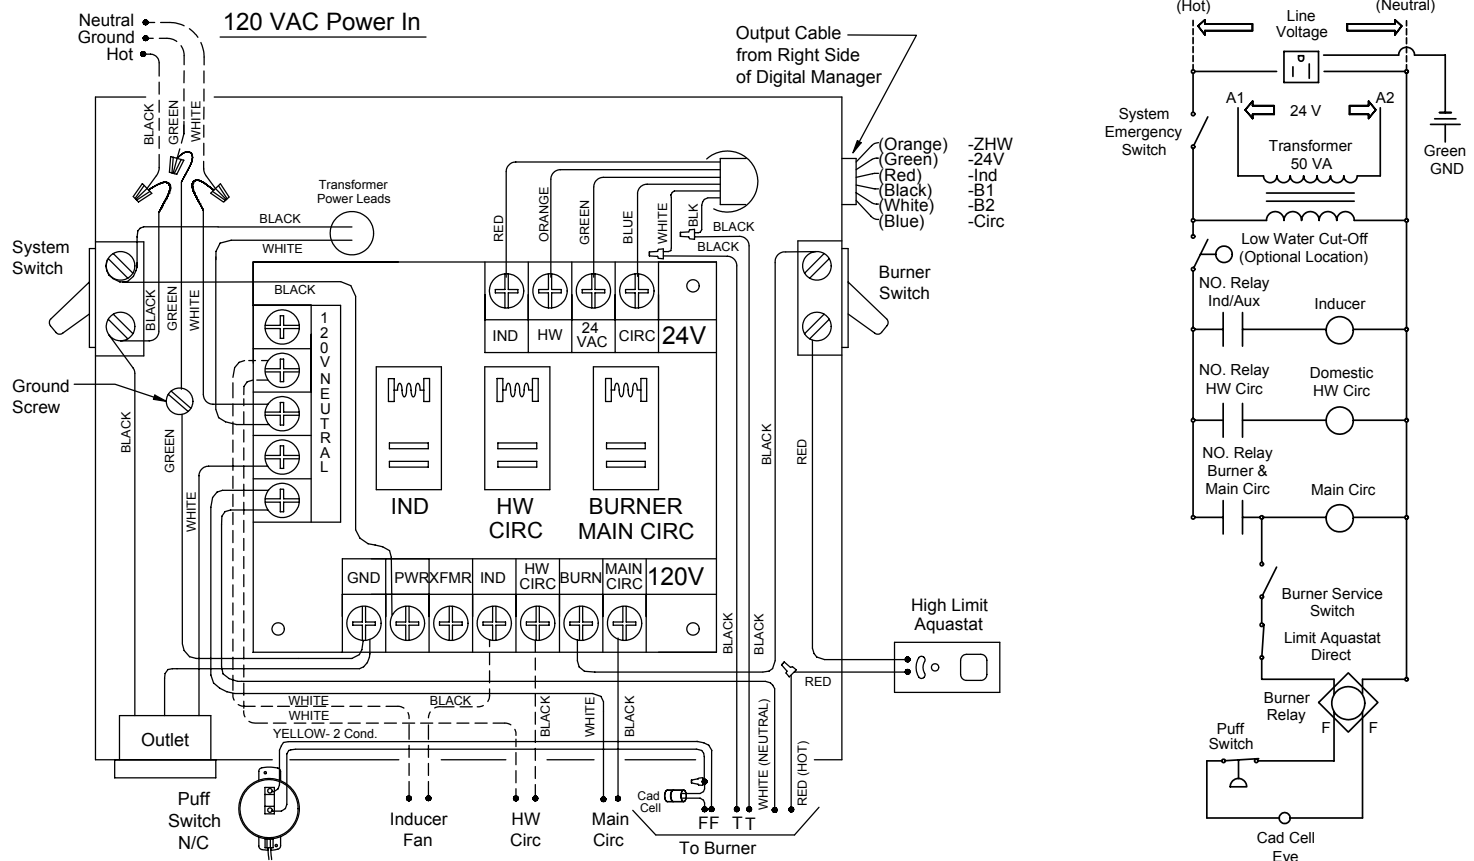 Neutral
Ground
Hot
120 VAC Power In
BLACK
GREEN
WHITE
Output Cable
from Right Side
of Digital Manager
(Orange) -ZHW
(Green) -24V
(Red) -Ind
(Black) -B1
(White) -B2
(Blue) -Circ
Transformer
Power Leads
BLACK
WHITE
System
Switch
BLACK
GREEN
WHITE
BLACK
RED
ORANGE
GREEN
BLUE
WHITE
BLK
BLACK
BLACK
Burner
Switch
IND
HW
24
VAC
CIRC
24V
120V NEUTRAL
Ground
Screw
BLACK
GREEN
WHITE
IND
HW
CIRC
BURNER
MAIN CIRC
BLACK
RED
GND
PWR
XFMR
IND
HW
CIRC
BURN
MAIN
CIRC
120V
BLACK
BLACK
High Limit
Aquastat
RED
WHITE
WHITE
BLACK
BLACK
WHITE
BLACK
YELLOW- 2 Cond.
WHITE (NEUTRAL)
RED (HOT)
Outlet
Puff
Switch
N/C
Inducer
Fan
HW
Circ
Main
Circ
Cad
Cell
FF
TT
To Burner
(Hot)
(Neutral)
Line
Voltage
A1
24 V
A2
System
Emergency
Switch
Transformer
50 VA
Green
GND
Low Water Cut-Off
(Optional Location)
NO. Relay
Ind/Aux
Inducer
NO. Relay
HW Circ
Domestic
HW Circ
NO. Relay
Burner &
Main Circ
Main Circ
Burner Service
Switch
Limit Aquastat
Direct
Burner
Relay
F
F
Puff
Switch
Cad Cell
Eye